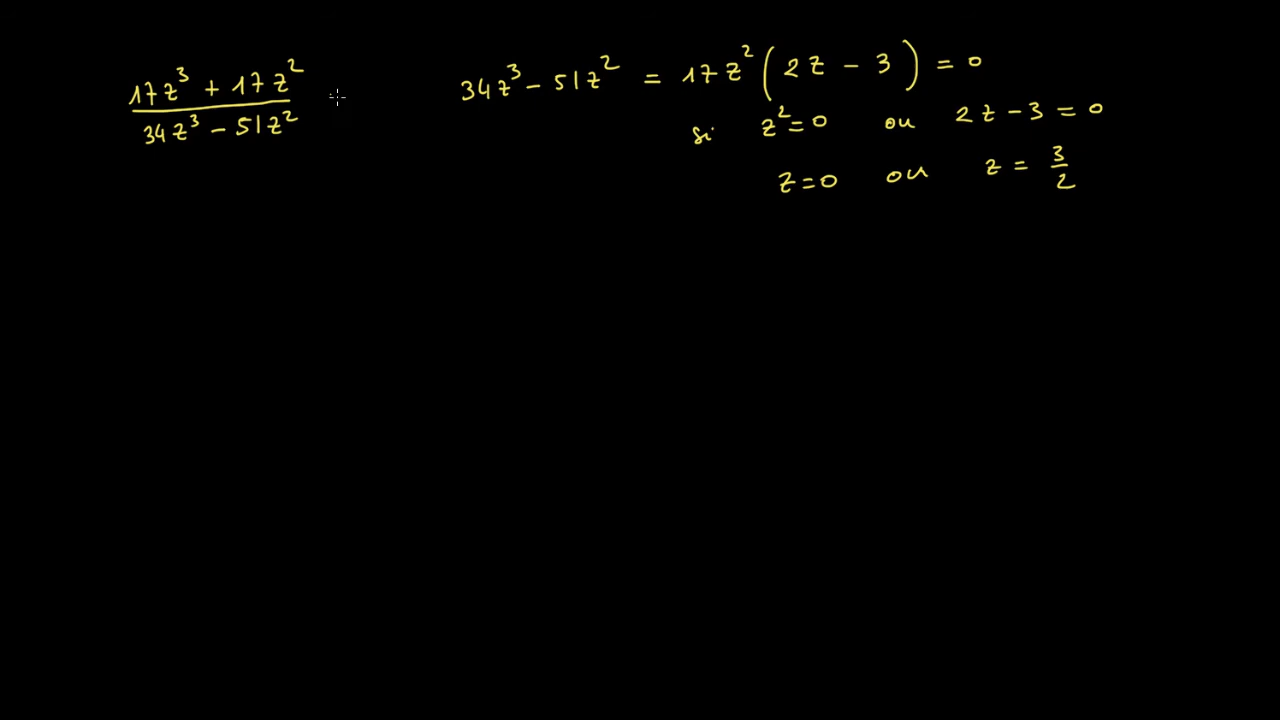 17z³ + 17z² / 34z³ - 51z²
34z³ - 51z² = 17z² (2z - 3) = 0
si z² = 0 ou 2z - 3 = 0
z = 0 ou z = 3/2